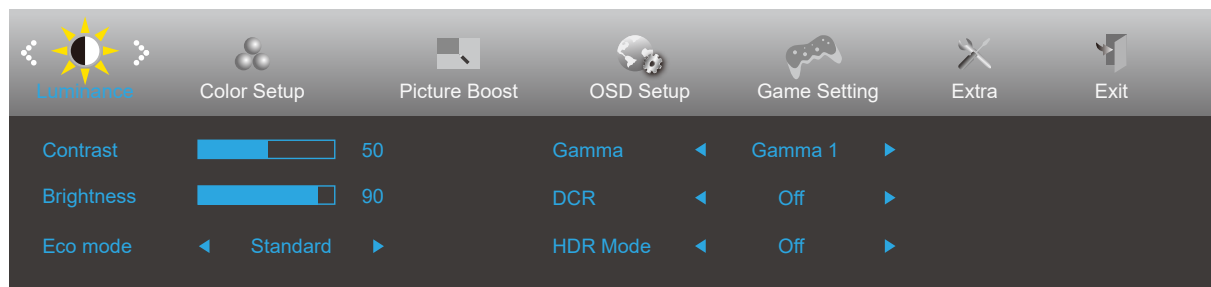 Luminance Color Setup Picture Boost OSD Setup Game Setting Extra Exit
Contrast 50 Gamma Gamma 1
Brightness 90 DCR Off
Eco mode Standard HDR Mode Off